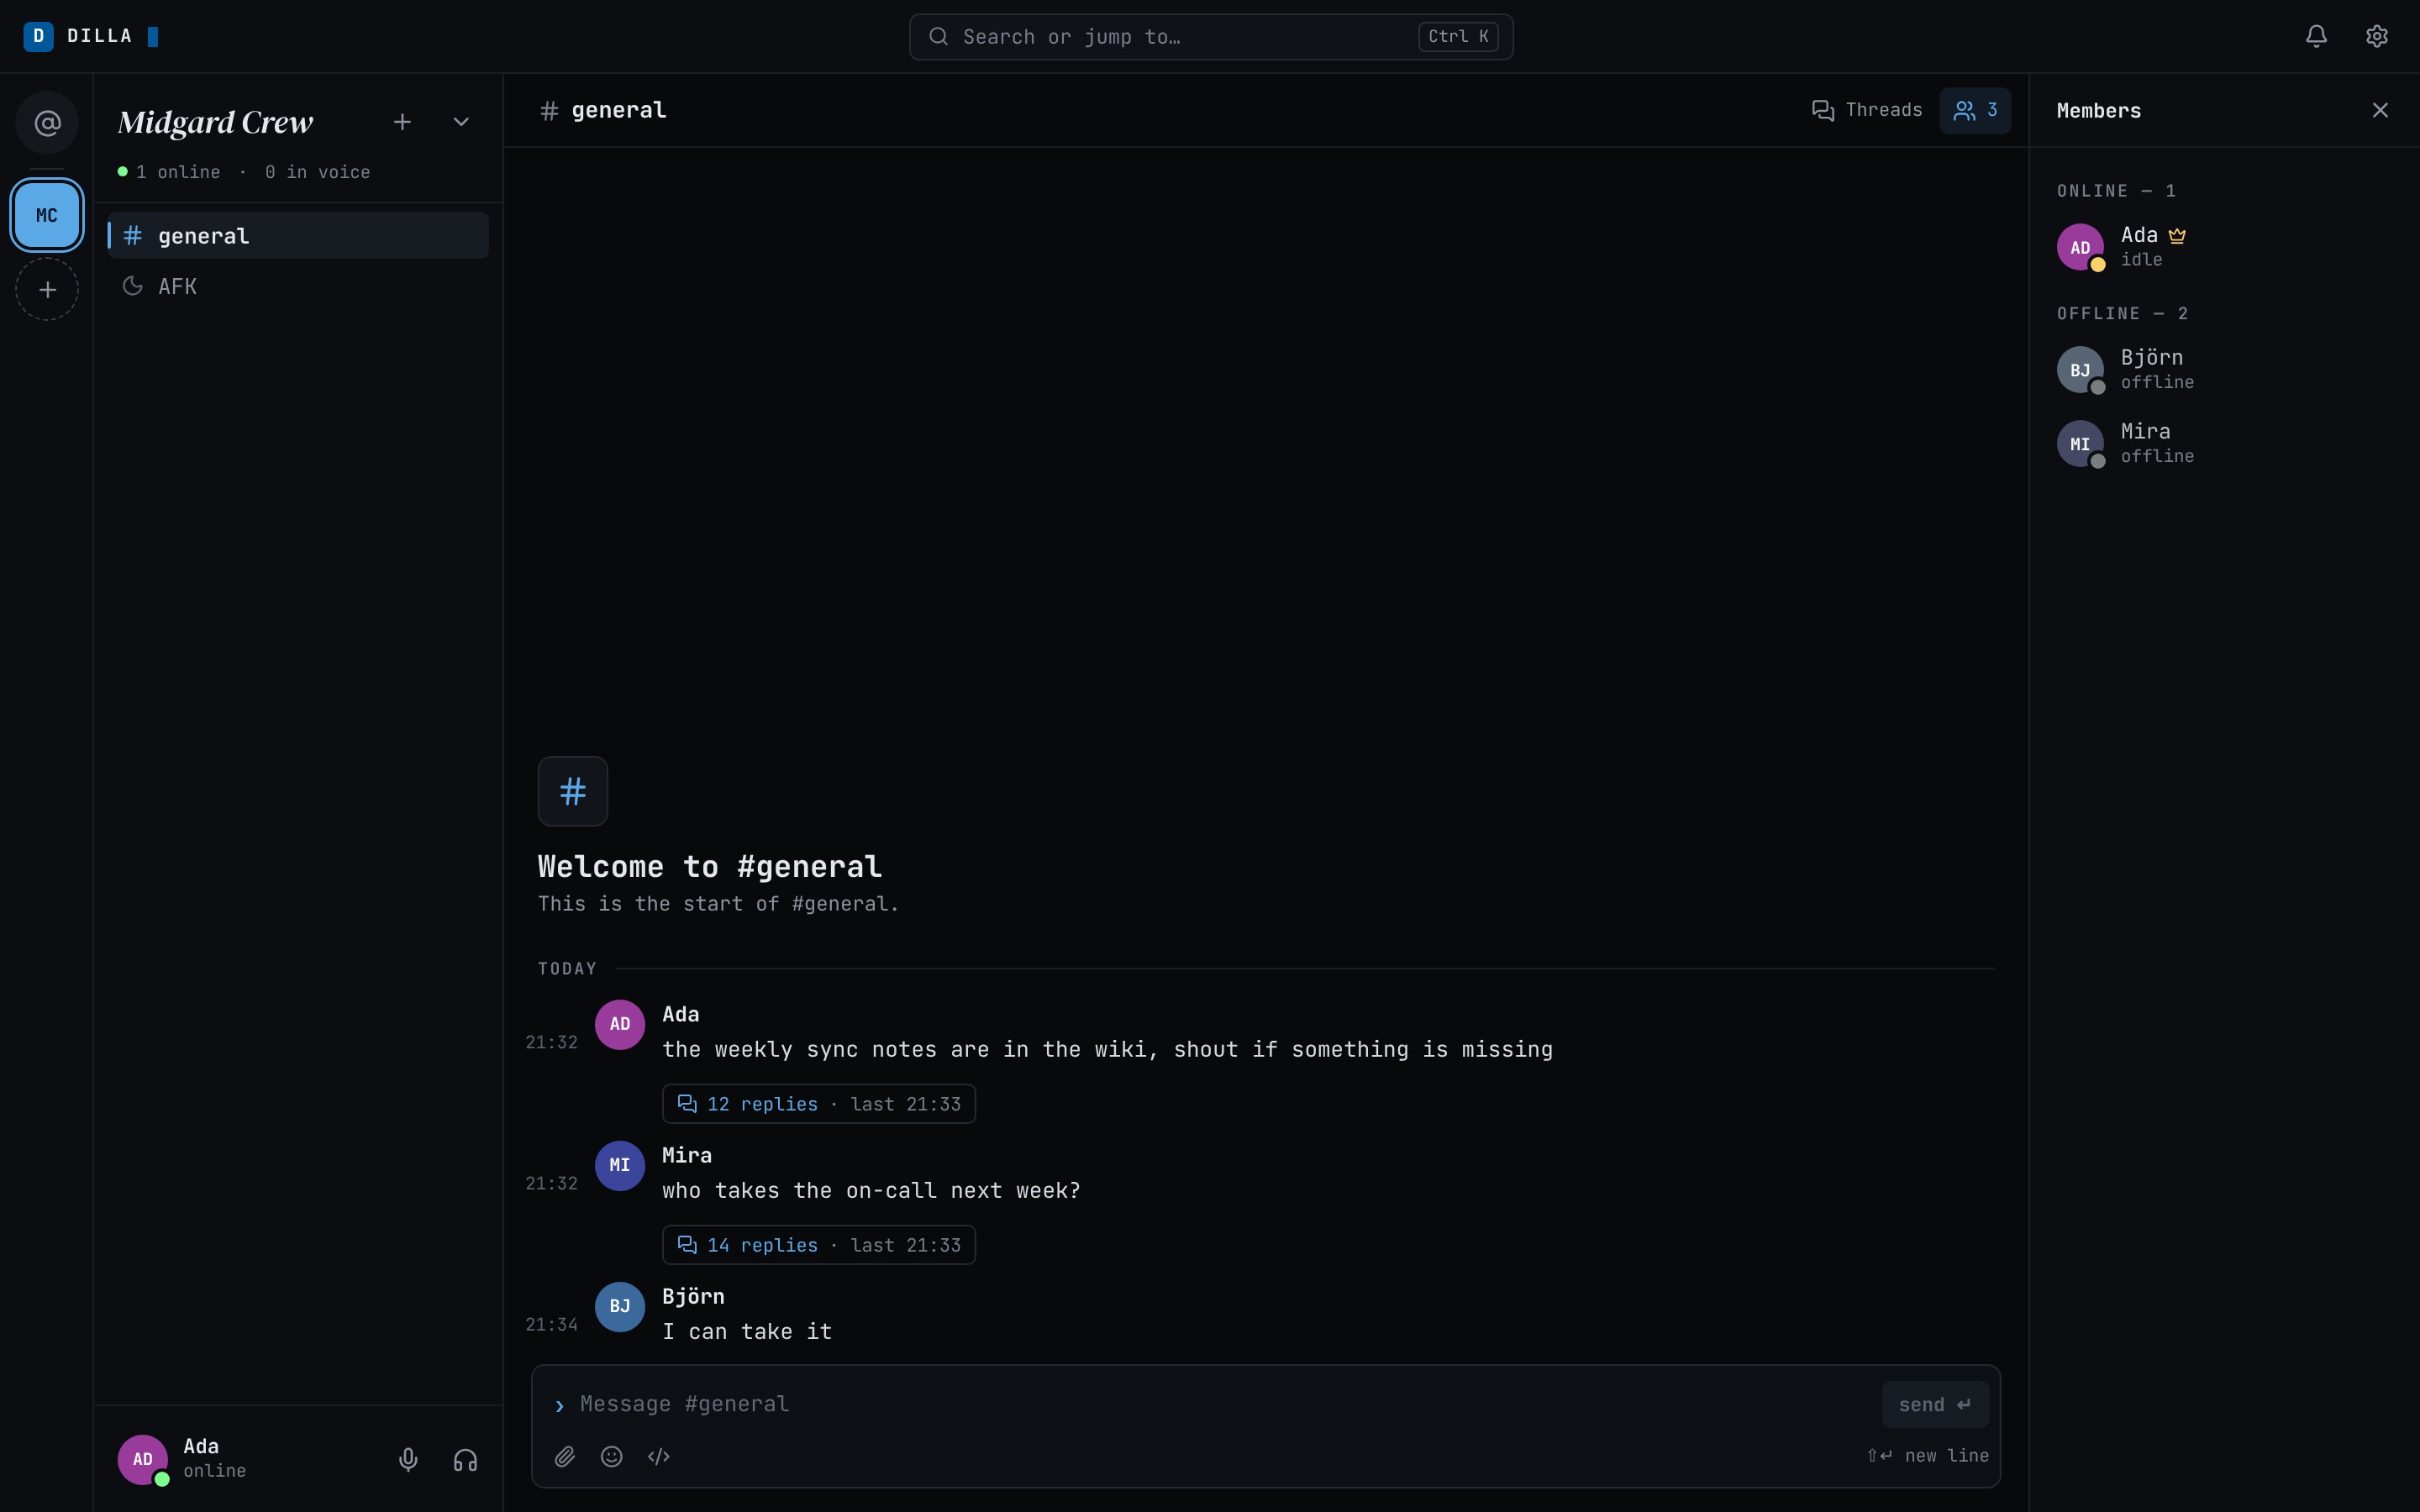 D DILLA
Search or jump to… Ctrl K
MC
Midgard Crew
1 online · 0 in voice
general
AFK
Ada
online
AD
# general
Threads
3
Welcome to #general
This is the start of #general.
TODAY
AD
Ada
21:32
the weekly sync notes are in the wiki, shout if something is missing
12 replies · last 21:33
MI
Mira
21:32
who takes the on-call next week?
14 replies · last 21:33
BJ
Björn
21:34
I can take it
› Message #general
send ↵
⇧↵ new line
Members
ONLINE — 1
AD
Ada
idle
OFFLINE — 2
BJ
Björn
offline
MI
Mira
offline